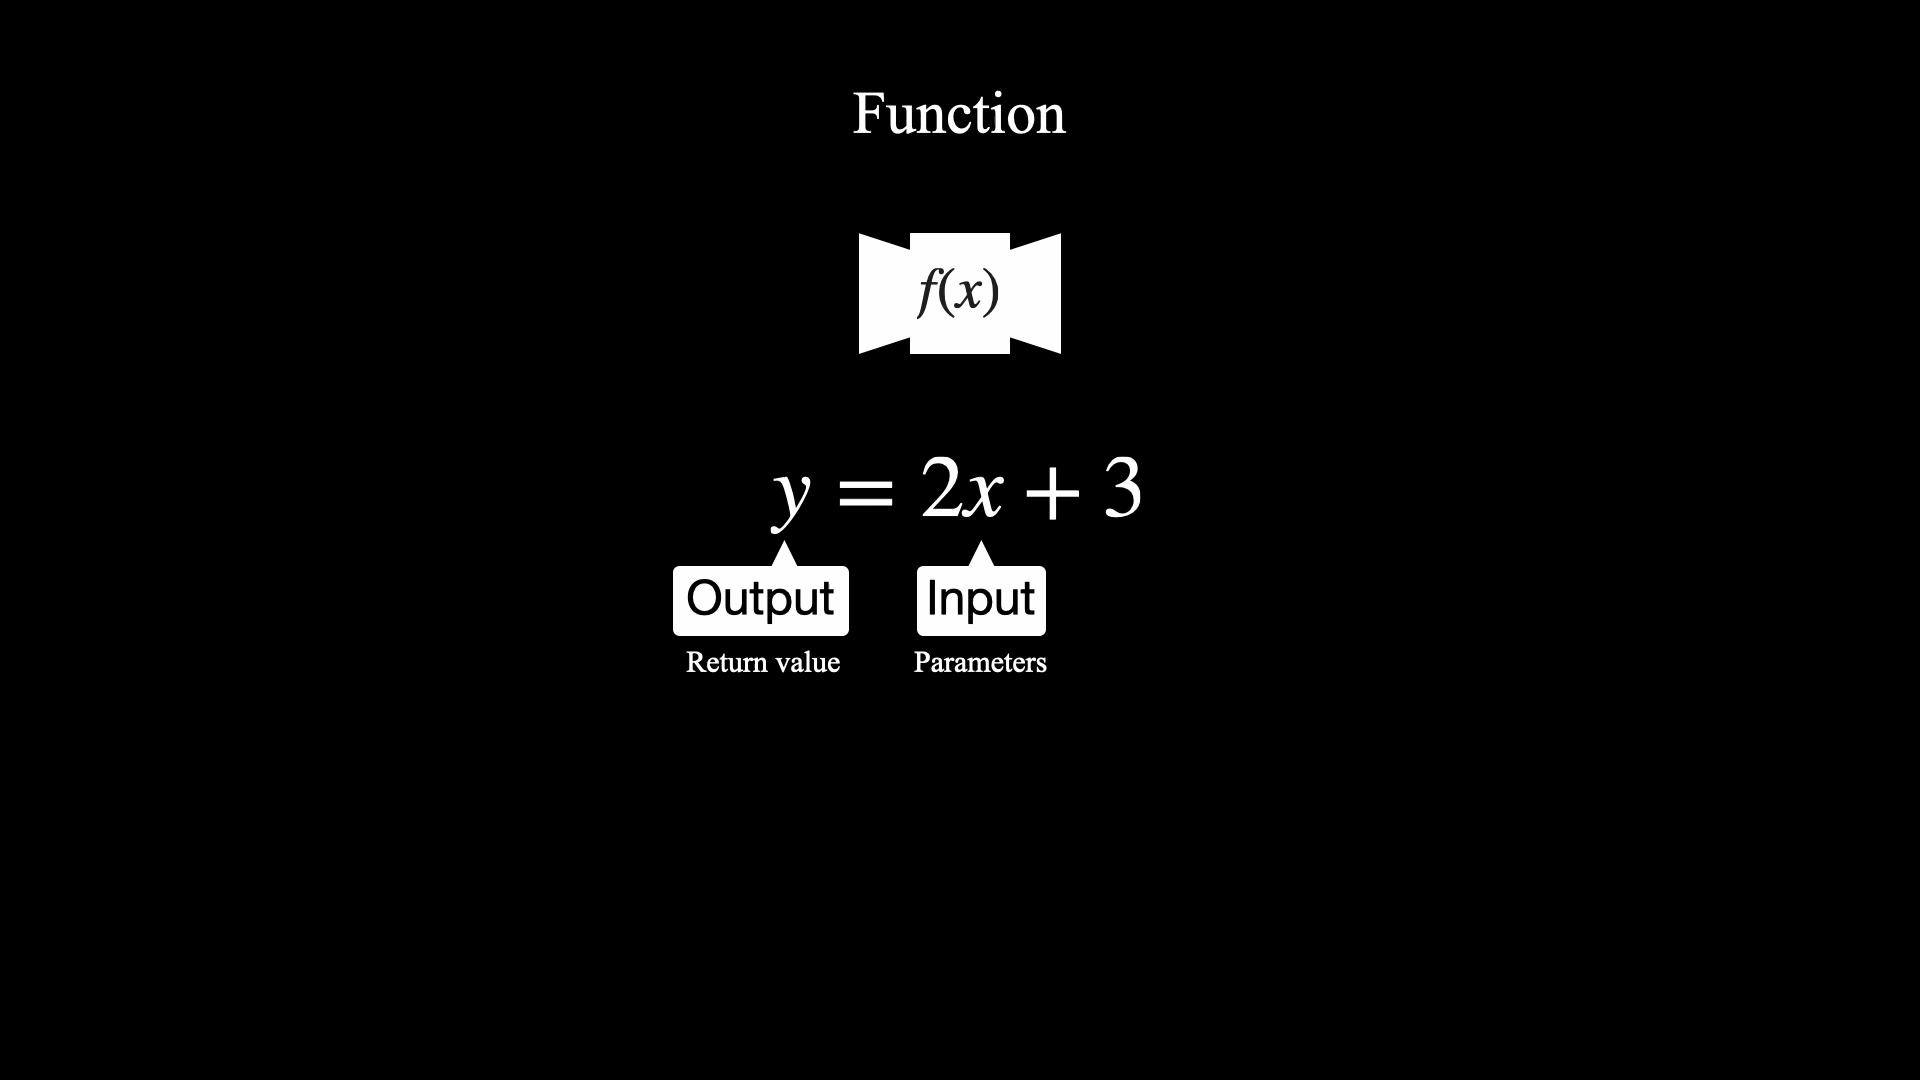 Function
f(x)
y = 2x + 3
Output Input
Return value Parameters